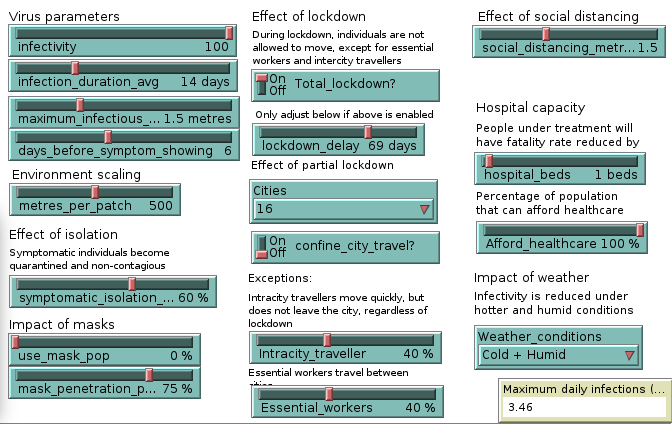 Virus parameters
infectivity 100
infection_duration_avg 14 days
maximum_infectious_... 1.5 metres
days_before_symptom_showing 6
Environment scaling
metres_per_patch 500
Effect of isolation
Symptomatic individuals become
quarantined and non-contagious
symptomatic_isolation_... 60 %
Impact of masks
use_mask_pop 0 %
mask_penetration_p... 75 %
Effect of lockdown
During lockdown, individuals are not
allowed to move, except for essential
workers and intercity travellers
On
Off
Total_lockdown?
Only adjust below if above is enabled
lockdown_delay 69 days
Effect of partial lockdown
Cities
16
On
Off
confine_city_travel?
Exceptions:
Intracity travellers move quickly, but
does not leave the city, regardless of
lockdown
Intracity_traveller 40 %
Essential workers travel between
Essential_workers 40 %
Effect of social distancing
social_distancing_metr... 1.5
Hospital capacity
People under treatment will
have fatality rate reduced by
hospital_beds 1 beds
Percentage of population
that can afford healthcare
Afford_healthcare 100 %
Impact of weather
Infectivity is reduced under
hotter and humid conditions
Weather_conditions
Cold + Humid
Maximum daily infections (...
3.46